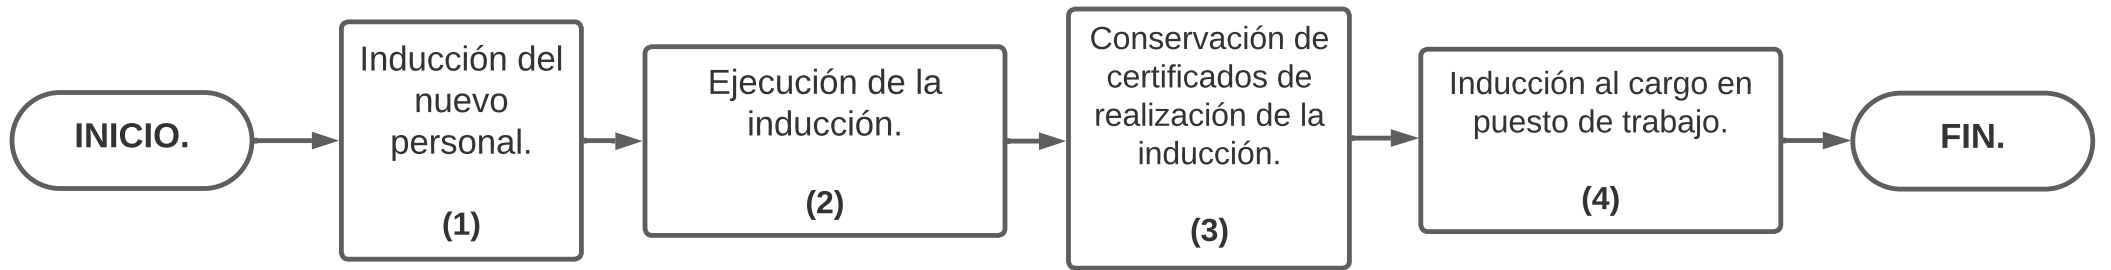 INICIO.
Inducción del
nuevo
personal.
(1)
Ejecución de la
inducción.
(2)
Conservación de
certificados de
realización de la
inducción.
(3)
Inducción al cargo en
puesto de trabajo.
(4)
FIN.